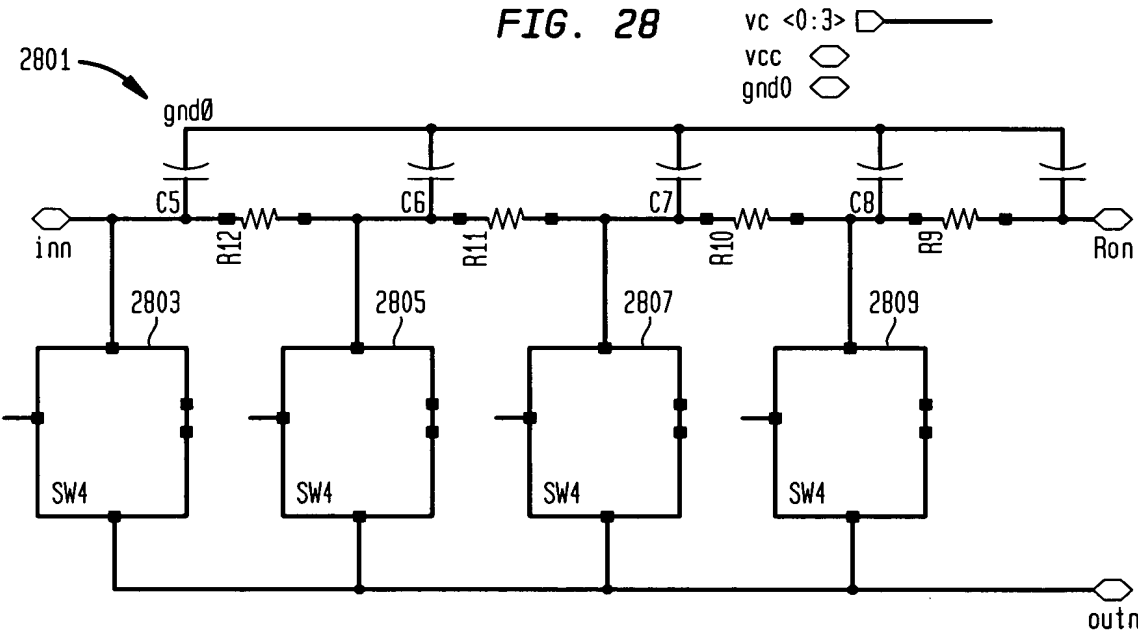 FIG. 28
vc <0:3>
vcc
gnd0
2801
gndØ
C5
C6
C7
C8
inn
R12
R11
R10
R9
Ron
2803
2805
2807
2809
SW4
SW4
SW4
SW4
outn